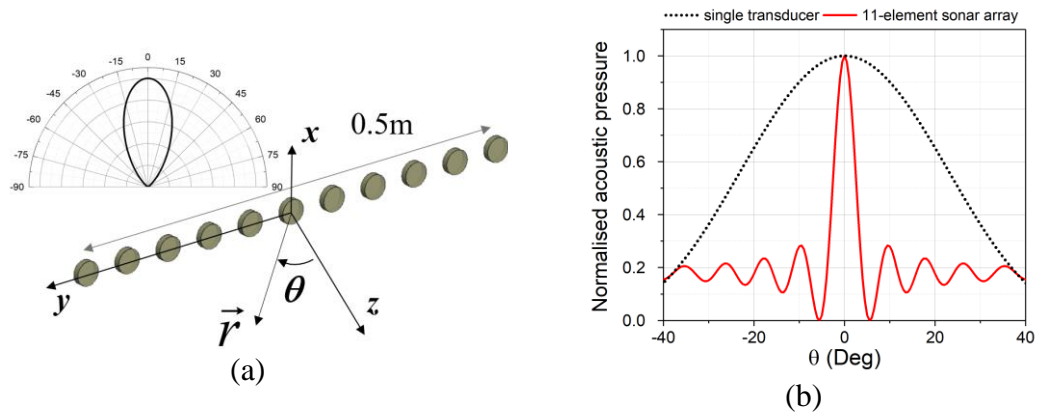 single transducer
11-element sonar array
0
-15
15
-30
30
-45
45
-60
60
-75
75
-90
90
0.5m
x
y
z
θ
r⃗
(a)
Normalised acoustic pressure
1.0
0.8
0.6
0.4
0.2
0.0
-40 -20 0 20 40
θ (Deg)
(b)